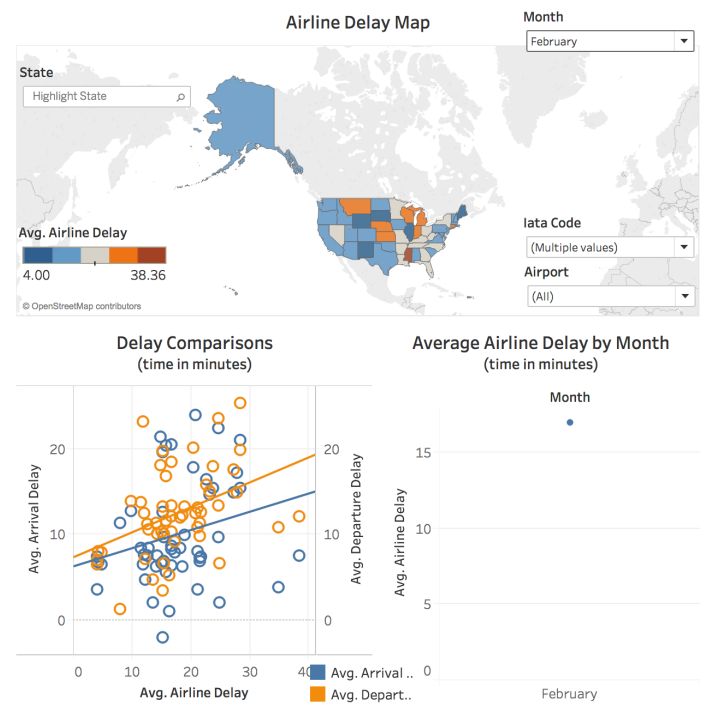 Airline Delay Map
Month
February
State
Highlight State
Avg. Airline Delay
4.00
38.36
© OpenStreetMap contributors
Iata Code
(Multiple values)
Airport
(All)
Delay Comparisons
(time in minutes)
Avg. Arrival Delay
20
10
0
20
10
0
Avg. Departure Delay
0
10
20
30
40
Avg. Airline Delay
Avg. Arrival ..
Avg. Depart..
Average Airline Delay by Month
(time in minutes)
Month
Avg. Airline Delay
15
10
5
0
February